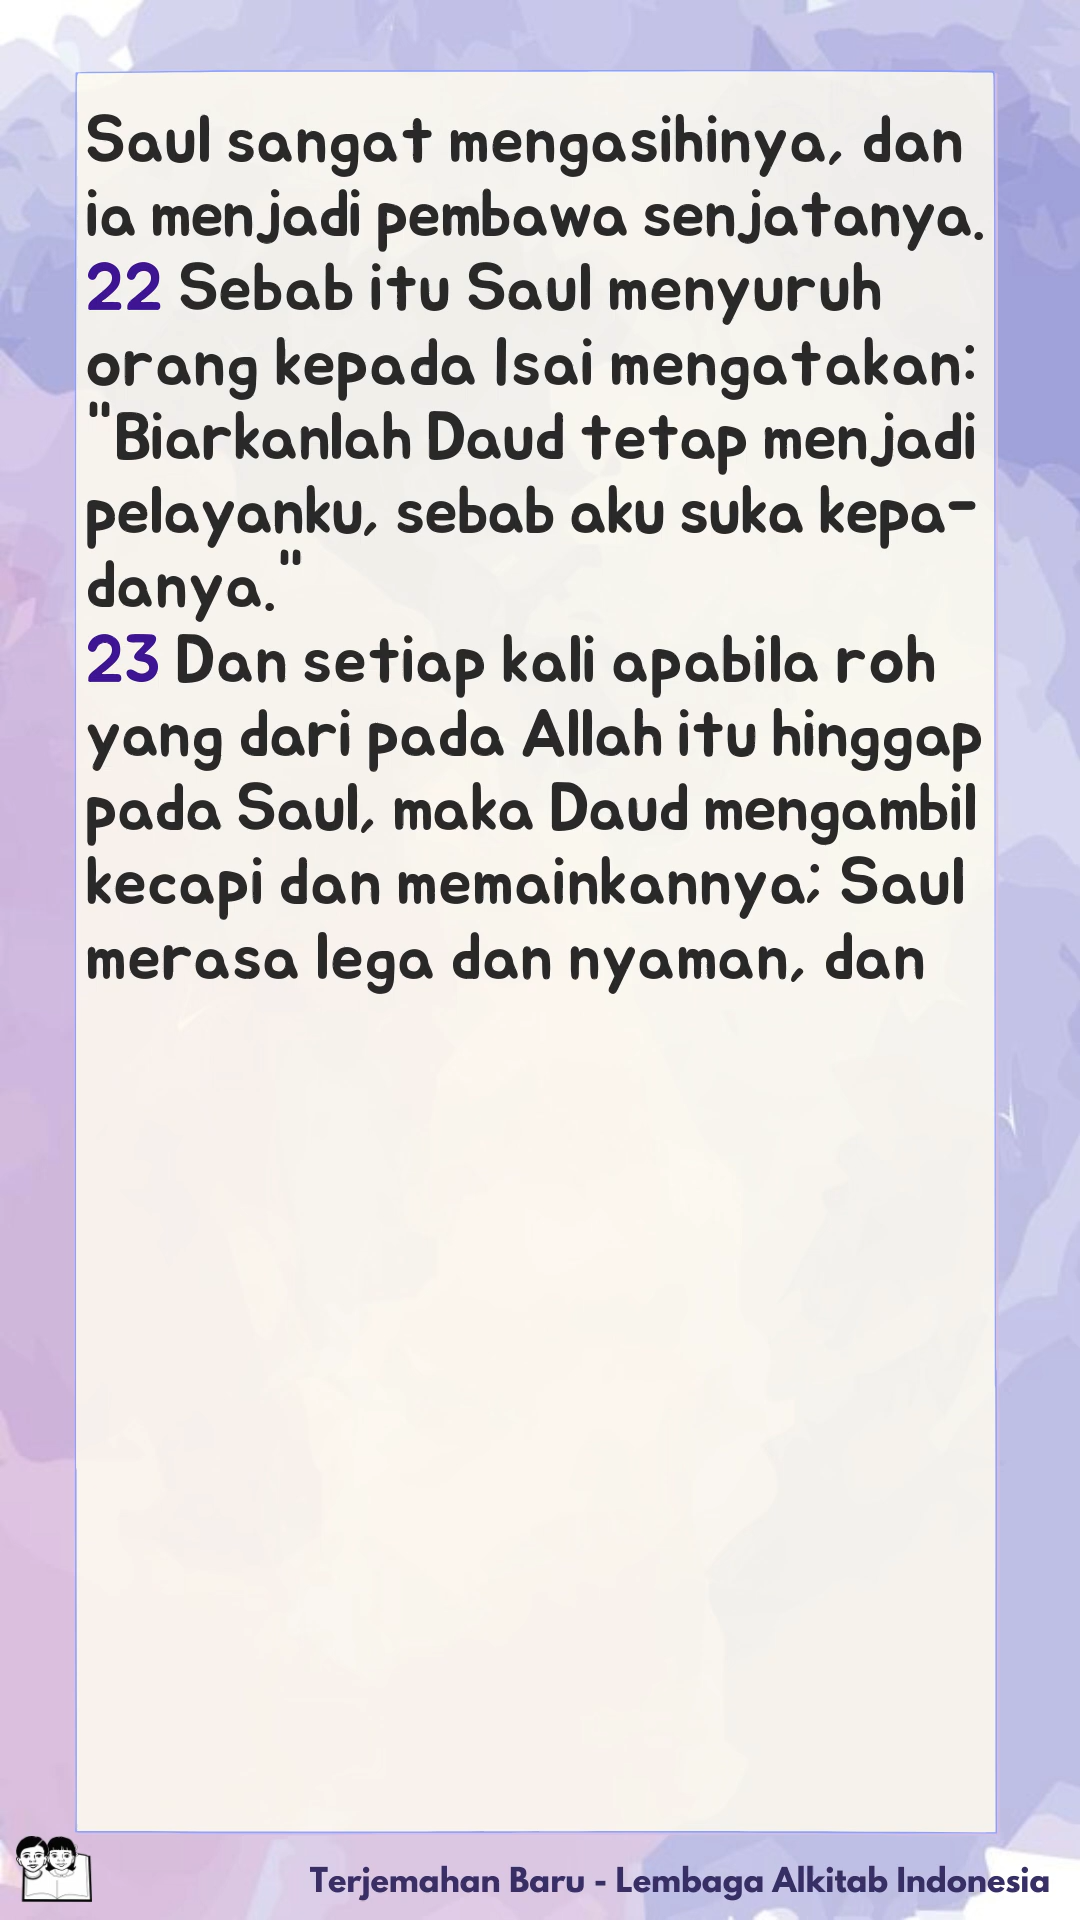 Saul sangat mengasihinya, dan
ia menjadi pembawa senjatanya.
22 Sebab itu Saul menyuruh
orang kepada Isai mengatakan:
"Biarkanlah Daud tetap menjadi
pelayanku, sebab aku suka kepa-
danya."
23 Dan setiap kali apabila roh
yang dari pada Allah itu hinggap
pada Saul, maka Daud mengambil
kecapi dan memainkannya; Saul
merasa lega dan nyaman, dan
Terjemahan Baru - Lembaga Alkitab Indonesia